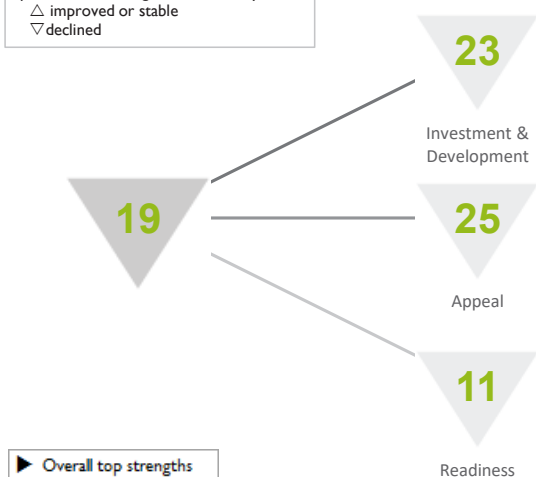 △ improved or stable
▽ declined
23
Investment &
Development
19
25
Appeal
11
Readiness
▶ Overall top strengths